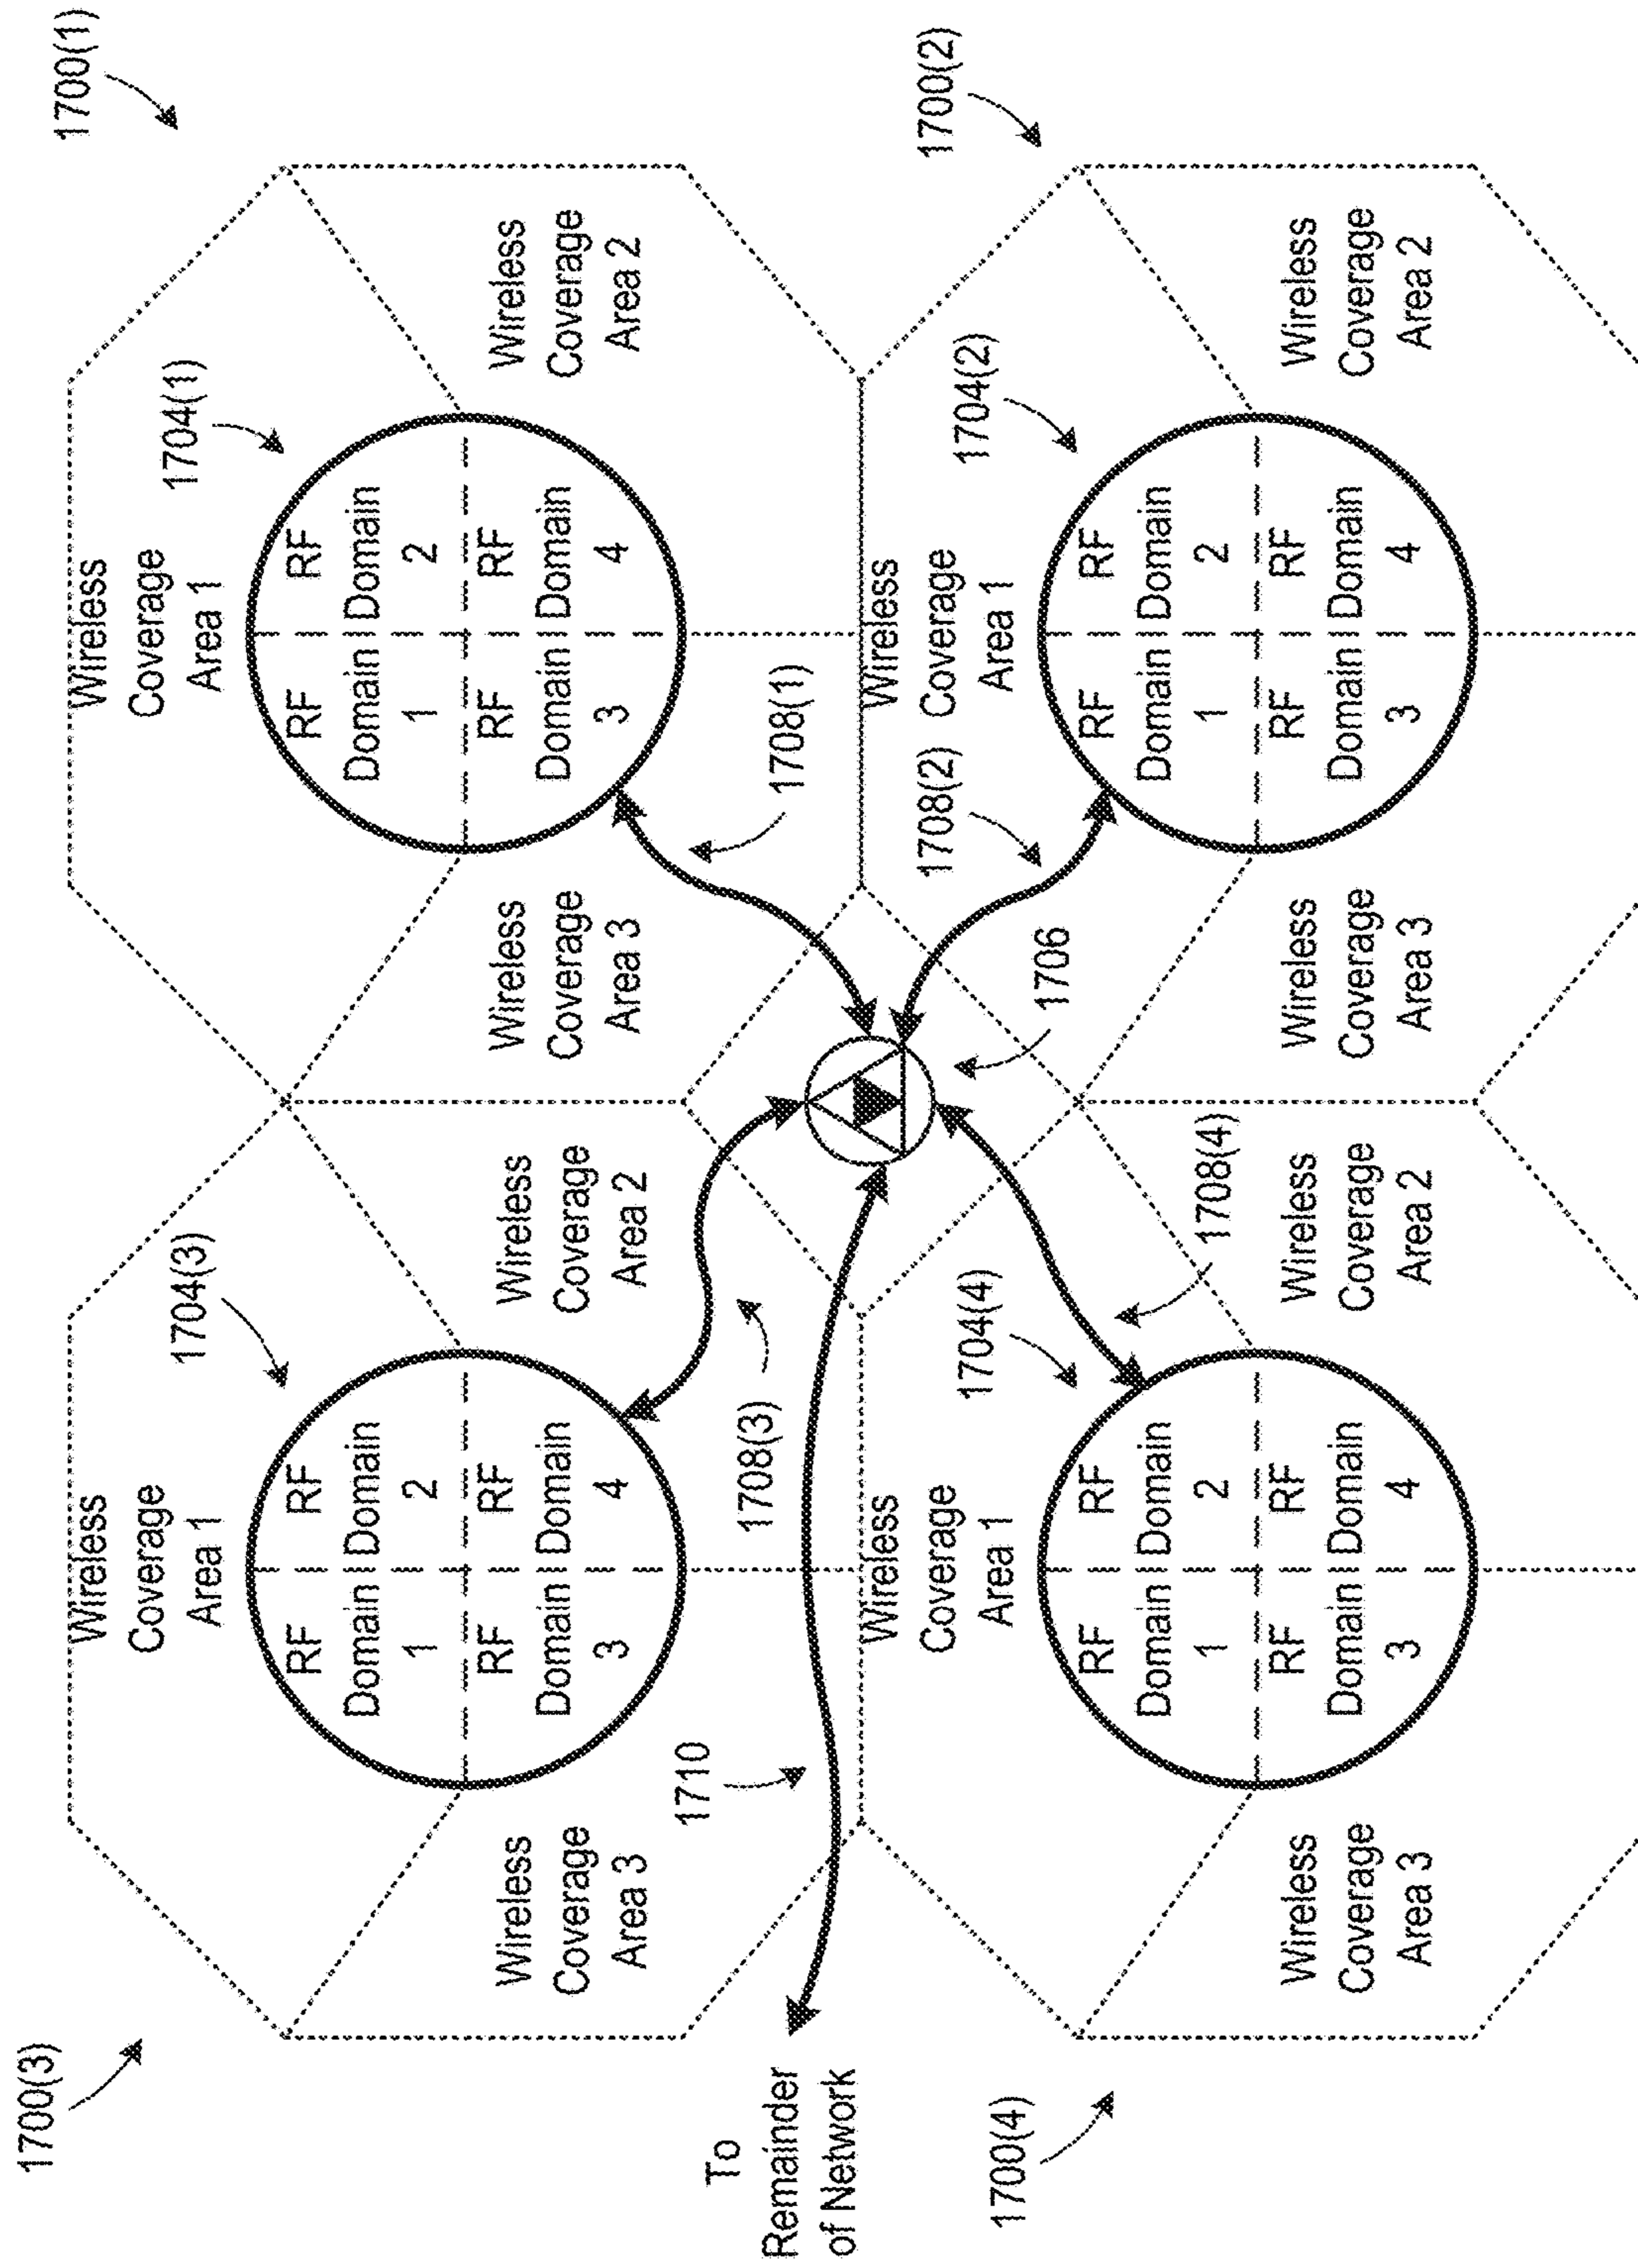 1700(3)
1700(1)
Wireless
Coverage
Area 1
1704(3)
RF
Domain
1
RF
Domain
2
RF
Domain
3
RF
Domain
4
Wireless
Coverage
Area 3
Wireless
Coverage
Area 2
Wireless
Coverage
Area 1
1704(1)
RF
Domain
1
RF
Domain
2
RF
Domain
3
RF
Domain
4
Wireless
Coverage
Area 3
Wireless
Coverage
Area 2
To
Remainder
of Network
1710
1708(3)
1708(1)
1706
1708(2)
1700(4)
1700(2)
Wireless
Coverage
Area 1
1704(4)
RF
Domain
1
RF
Domain
2
RF
Domain
3
RF
Domain
4
1708(4)
Wireless
Coverage
Area 3
Wireless
Coverage
Area 2
Wireless
Coverage
Area 1
1704(2)
RF
Domain
1
RF
Domain
2
RF
Domain
3
RF
Domain
4
Wireless
Coverage
Area 3
Wireless
Coverage
Area 2